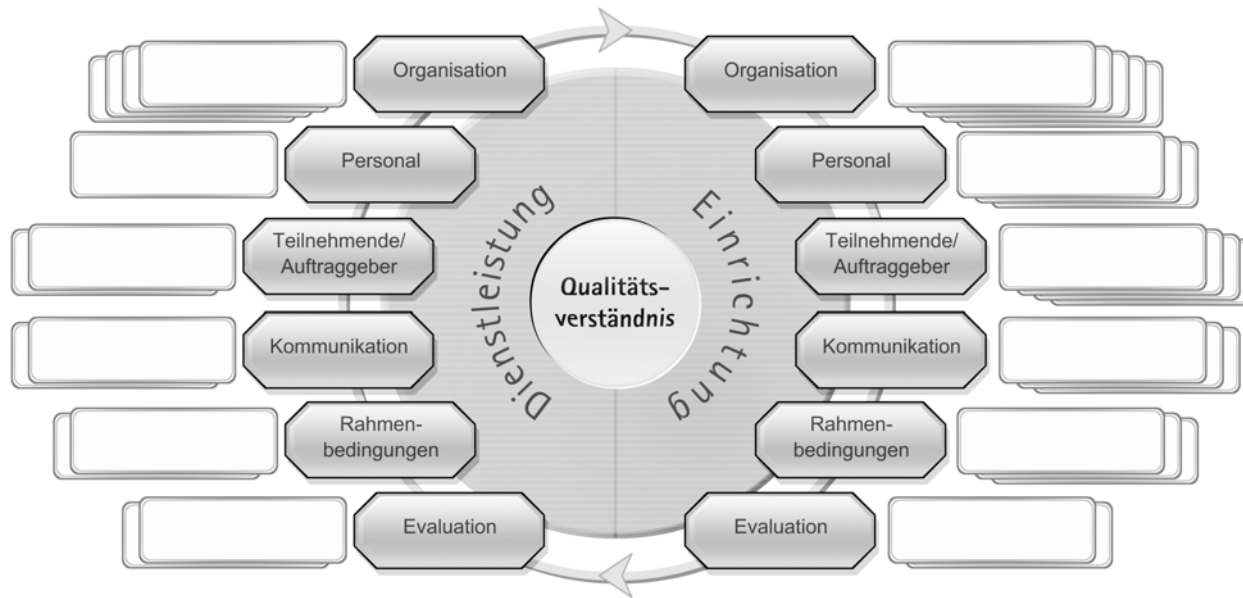 Organisation
Organisation
Personal
Personal
Teilnehmende/
Auftraggeber
Teilnehmende/
Auftraggeber
Dienstleistung
Qualitäts-
verständnis
Einrichtung
Kommunikation
Kommunikation
Rahmen-
bedingungen
Rahmen-
bedingungen
Evaluation
Evaluation